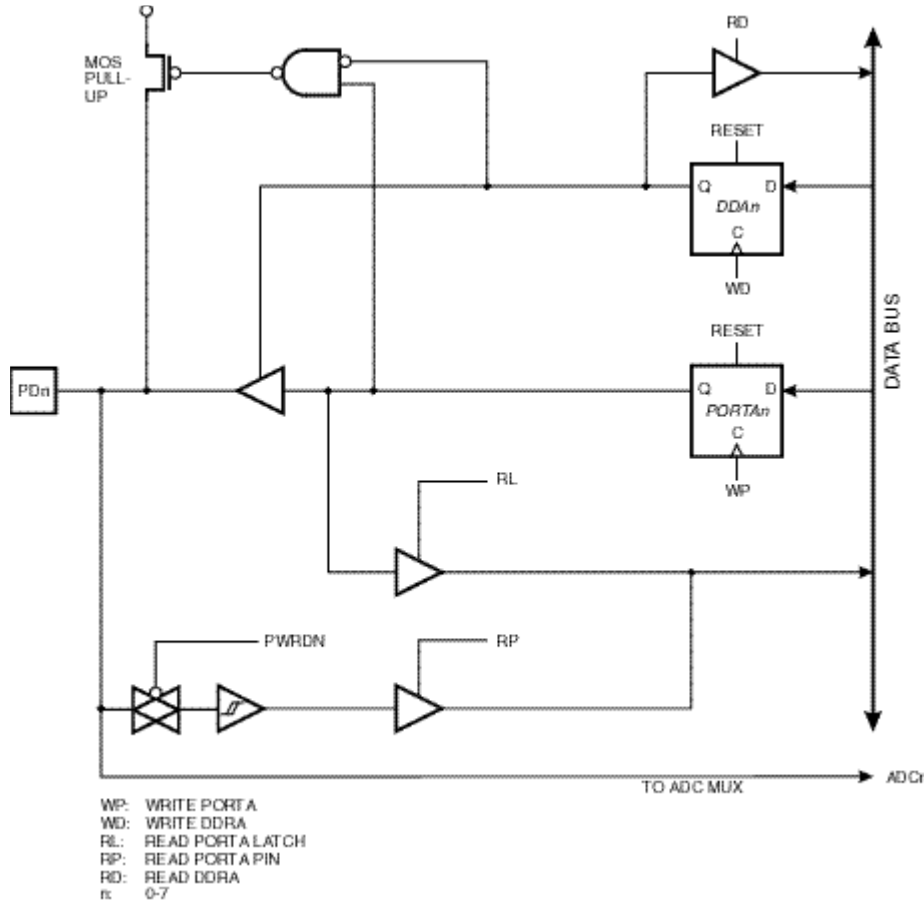 RD
MOS
PULL-
UP
RESET
Q D
DDAn
C
WD
RESET
PDn
Q D
PORTAn
C
WP
DATA BUS
RL
PWRDN
RP
TO ADC MUX
ADCn
WP: WRITE PORTA
WD: WRITE DDRA
RL: READ PORTA LATCH
RP: READ PORTA PIN
RD: READ DDRA
n: 0-7